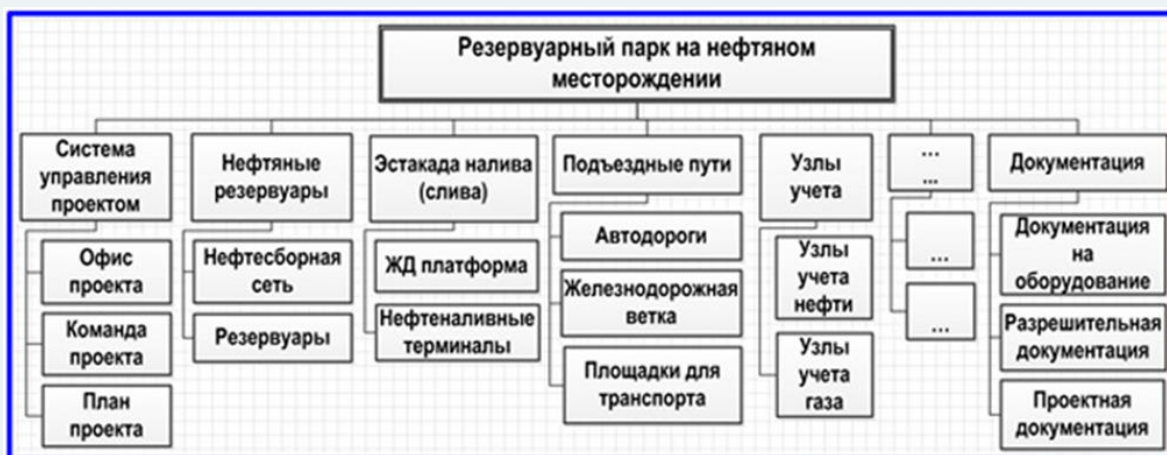 Резервуарный парк на нефтяном
месторождении
Система
управления
проектом
Офис
проекта
Команда
проекта
План
проекта
Нефтяные
резервуары
Нефтесборная
сеть
Резервуары
Эстакада налива
(слива)
ЖД платформа
Нефтеналивные
терминалы
Подъездные пути
Автодороги
Железнодорожная
ветка
Площадки для
транспорта
Узлы
учета
Узлы
учета
нефти
Узлы
учета
газа
...
...
...
...
Документация
Документация
на
оборудование
Разрешительная
документация
Проектная
документация